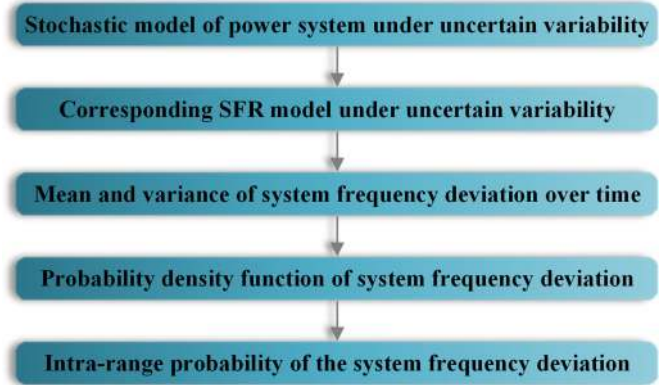 Stochastic model of power system under uncertain variability
Corresponding SFR model under uncertain variability
Mean and variance of system frequency deviation over time
Probability density function of system frequency deviation
Intra-range probability of the system frequency deviation